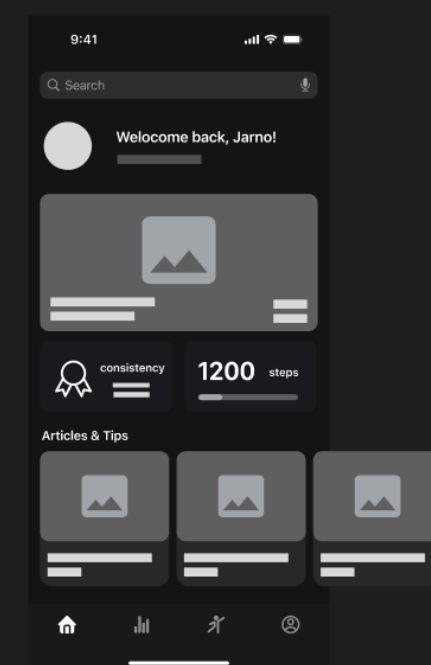 9:41
Search
Welocome back, Jarno!
consistency
1200 steps
Articles & Tips